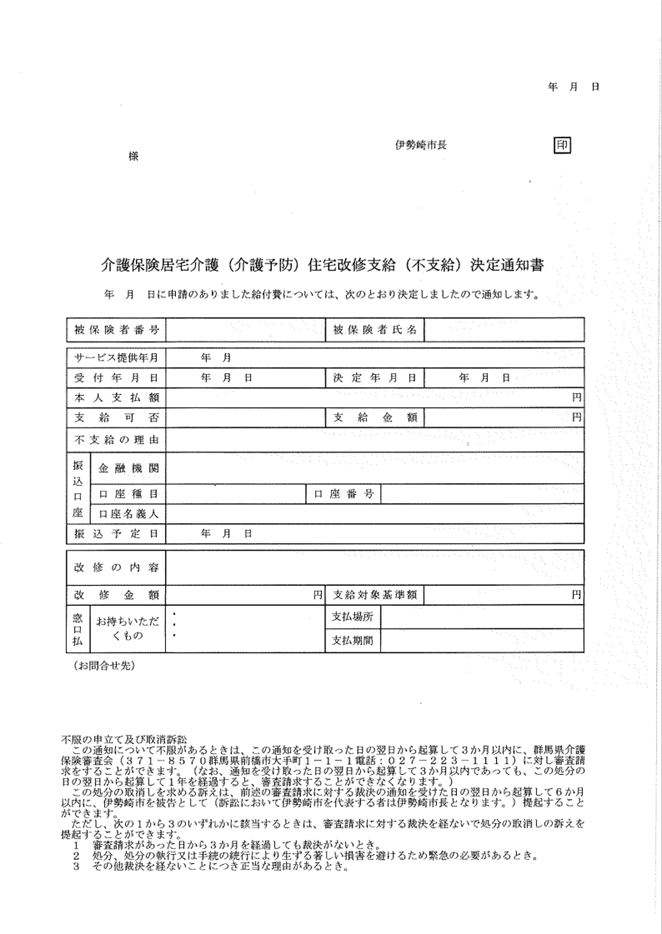 年　月　日
伊勢崎市長　印
様
介護保険居宅介護（介護予防）住宅改修支給（不支給）決定通知書
年　月　日に申請のありました給付費については、次のとおり決定しましたので通知します。
被保険者番号　被保険者氏名
サービス提供年月　年　月
受付年月日　年　月　日　決定年月日　年　月　日
本人支払額　円
支給可否　支給金額　円
不支給の理由
振込口座　金融機関
口座種目　口座番号
口座名義人
振込予定日　年　月　日
改修の内容
改修金額　円　支給対象基準額　円
窓口払　お持ちいただくもの　・　・　・　支払場所
支払期間
（お問合せ先）
不服の申立て及び取消訴訟
この通知について不服があるときは、この通知を受け取った日の翌日から起算して３か月以内に、群馬県介護
保険審査会（３７１－８５７０群馬県前橋市大手町１－１－１電話：０２７－２２３－１１１１）に対し審査請
求をすることができます。（なお、通知を受け取った日の翌日から起算して３か月以内であっても、この処分の
日の翌日から起算して１年を経過すると、審査請求することができなくなります。）
この処分の取消しを求める訴えは、前述の審査請求に対する裁決の通知を受けた日の翌日から起算して６か月
以内に、伊勢崎市を被告として（訴訟において伊勢崎市を代表する者は伊勢崎市長となります。）提起すること
ができます。
ただし、次の１から３のいずれかに該当するときは、審査請求に対する裁決を経ないで処分の取消しの訴えを
提起することができます。
１　審査請求があった日から３か月を経過しても裁決がないとき。
２　処分、処分の執行又は手続の続行により生ずる著しい損害を避けるため緊急の必要があるとき。
３　その他裁決を経ないことにつき正当な理由があるとき。